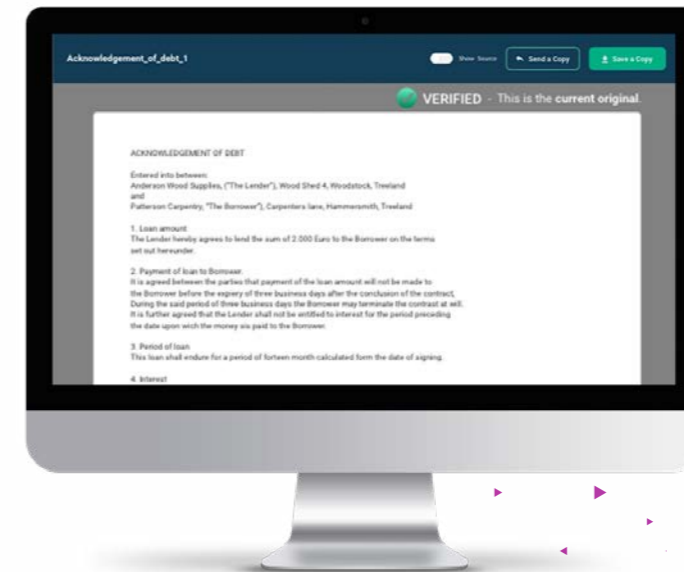 Acknowledgement_of_debt_1
Show Source
Send a Copy
Save a Copy
VERIFIED - This is the current original.
ACKNOWLEDGEMENT OF DEBT
Entered into between:
Anderson Wood Supplies, ("The Lender"), Wood Shed 4, Woodstock, Treeland
and
Patterson Carpentry, "The Borrower"), Carpenters lane, Hammersmith, Treeland
1. Loan amount
The Lender hereby agrees to lend the sum of 2.000 Euro to the Borrower on the terms
set out hereunder.
2. Payment of loan to Borrower
It is agreed between the parties that payment of the loan amount will not be made to
the Borrower before the expiery of three business days after the conclusion of the contract,
During the said period of three business days the Borrower may terminate the contrast at will.
It is further agreed that the Lender shall not be entitled to interest for the period preceding
the date upon wich the money sis paid to the Borrower.
3. Period of loan
This loan shall endure for a period of forteen month calculated form the date of signing.
4. Interest